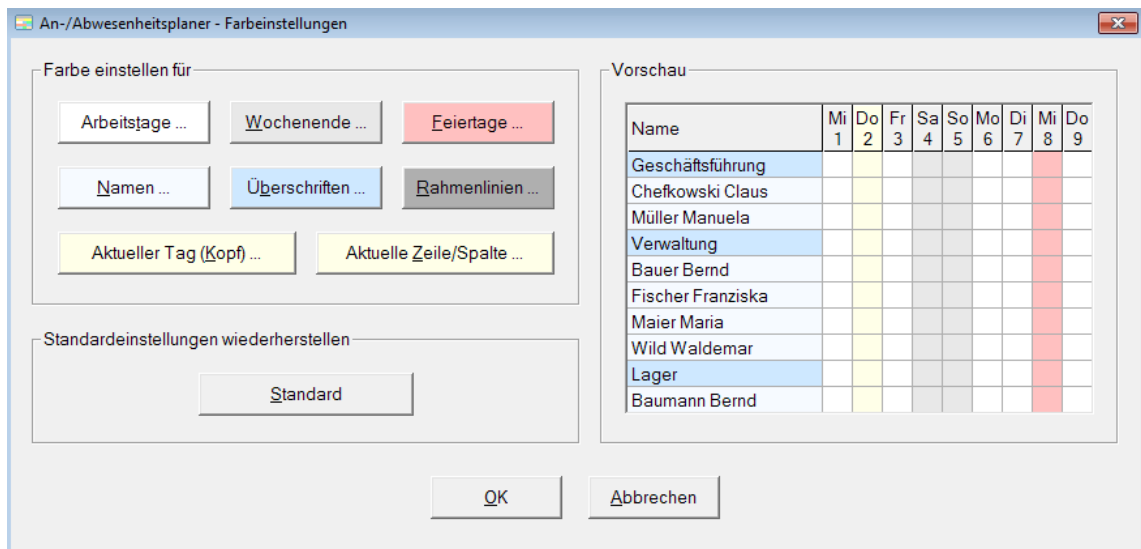 An-/Abwesenheitsplaner - Farbeinstellungen
Farbe einstellen für
Arbeitstage ... Wochenende ... Feiertage ...
Namen ... Überschriften ... Rahmenlinien ...
Aktueller Tag (Kopf) ... Aktuelle Zeile/Spalte ...
Standardeinstellungen wiederherstellen
Standard
Vorschau
Name Mi Do Fr Sa So Mo Di Mi Do
1 2 3 4 5 6 7 8 9
Geschäftsführung
Chefkowski Claus
Müller Manuela
Verwaltung
Bauer Bernd
Fischer Franziska
Maier Maria
Wild Waldemar
Lager
Baumann Bernd
OK Abbrechen